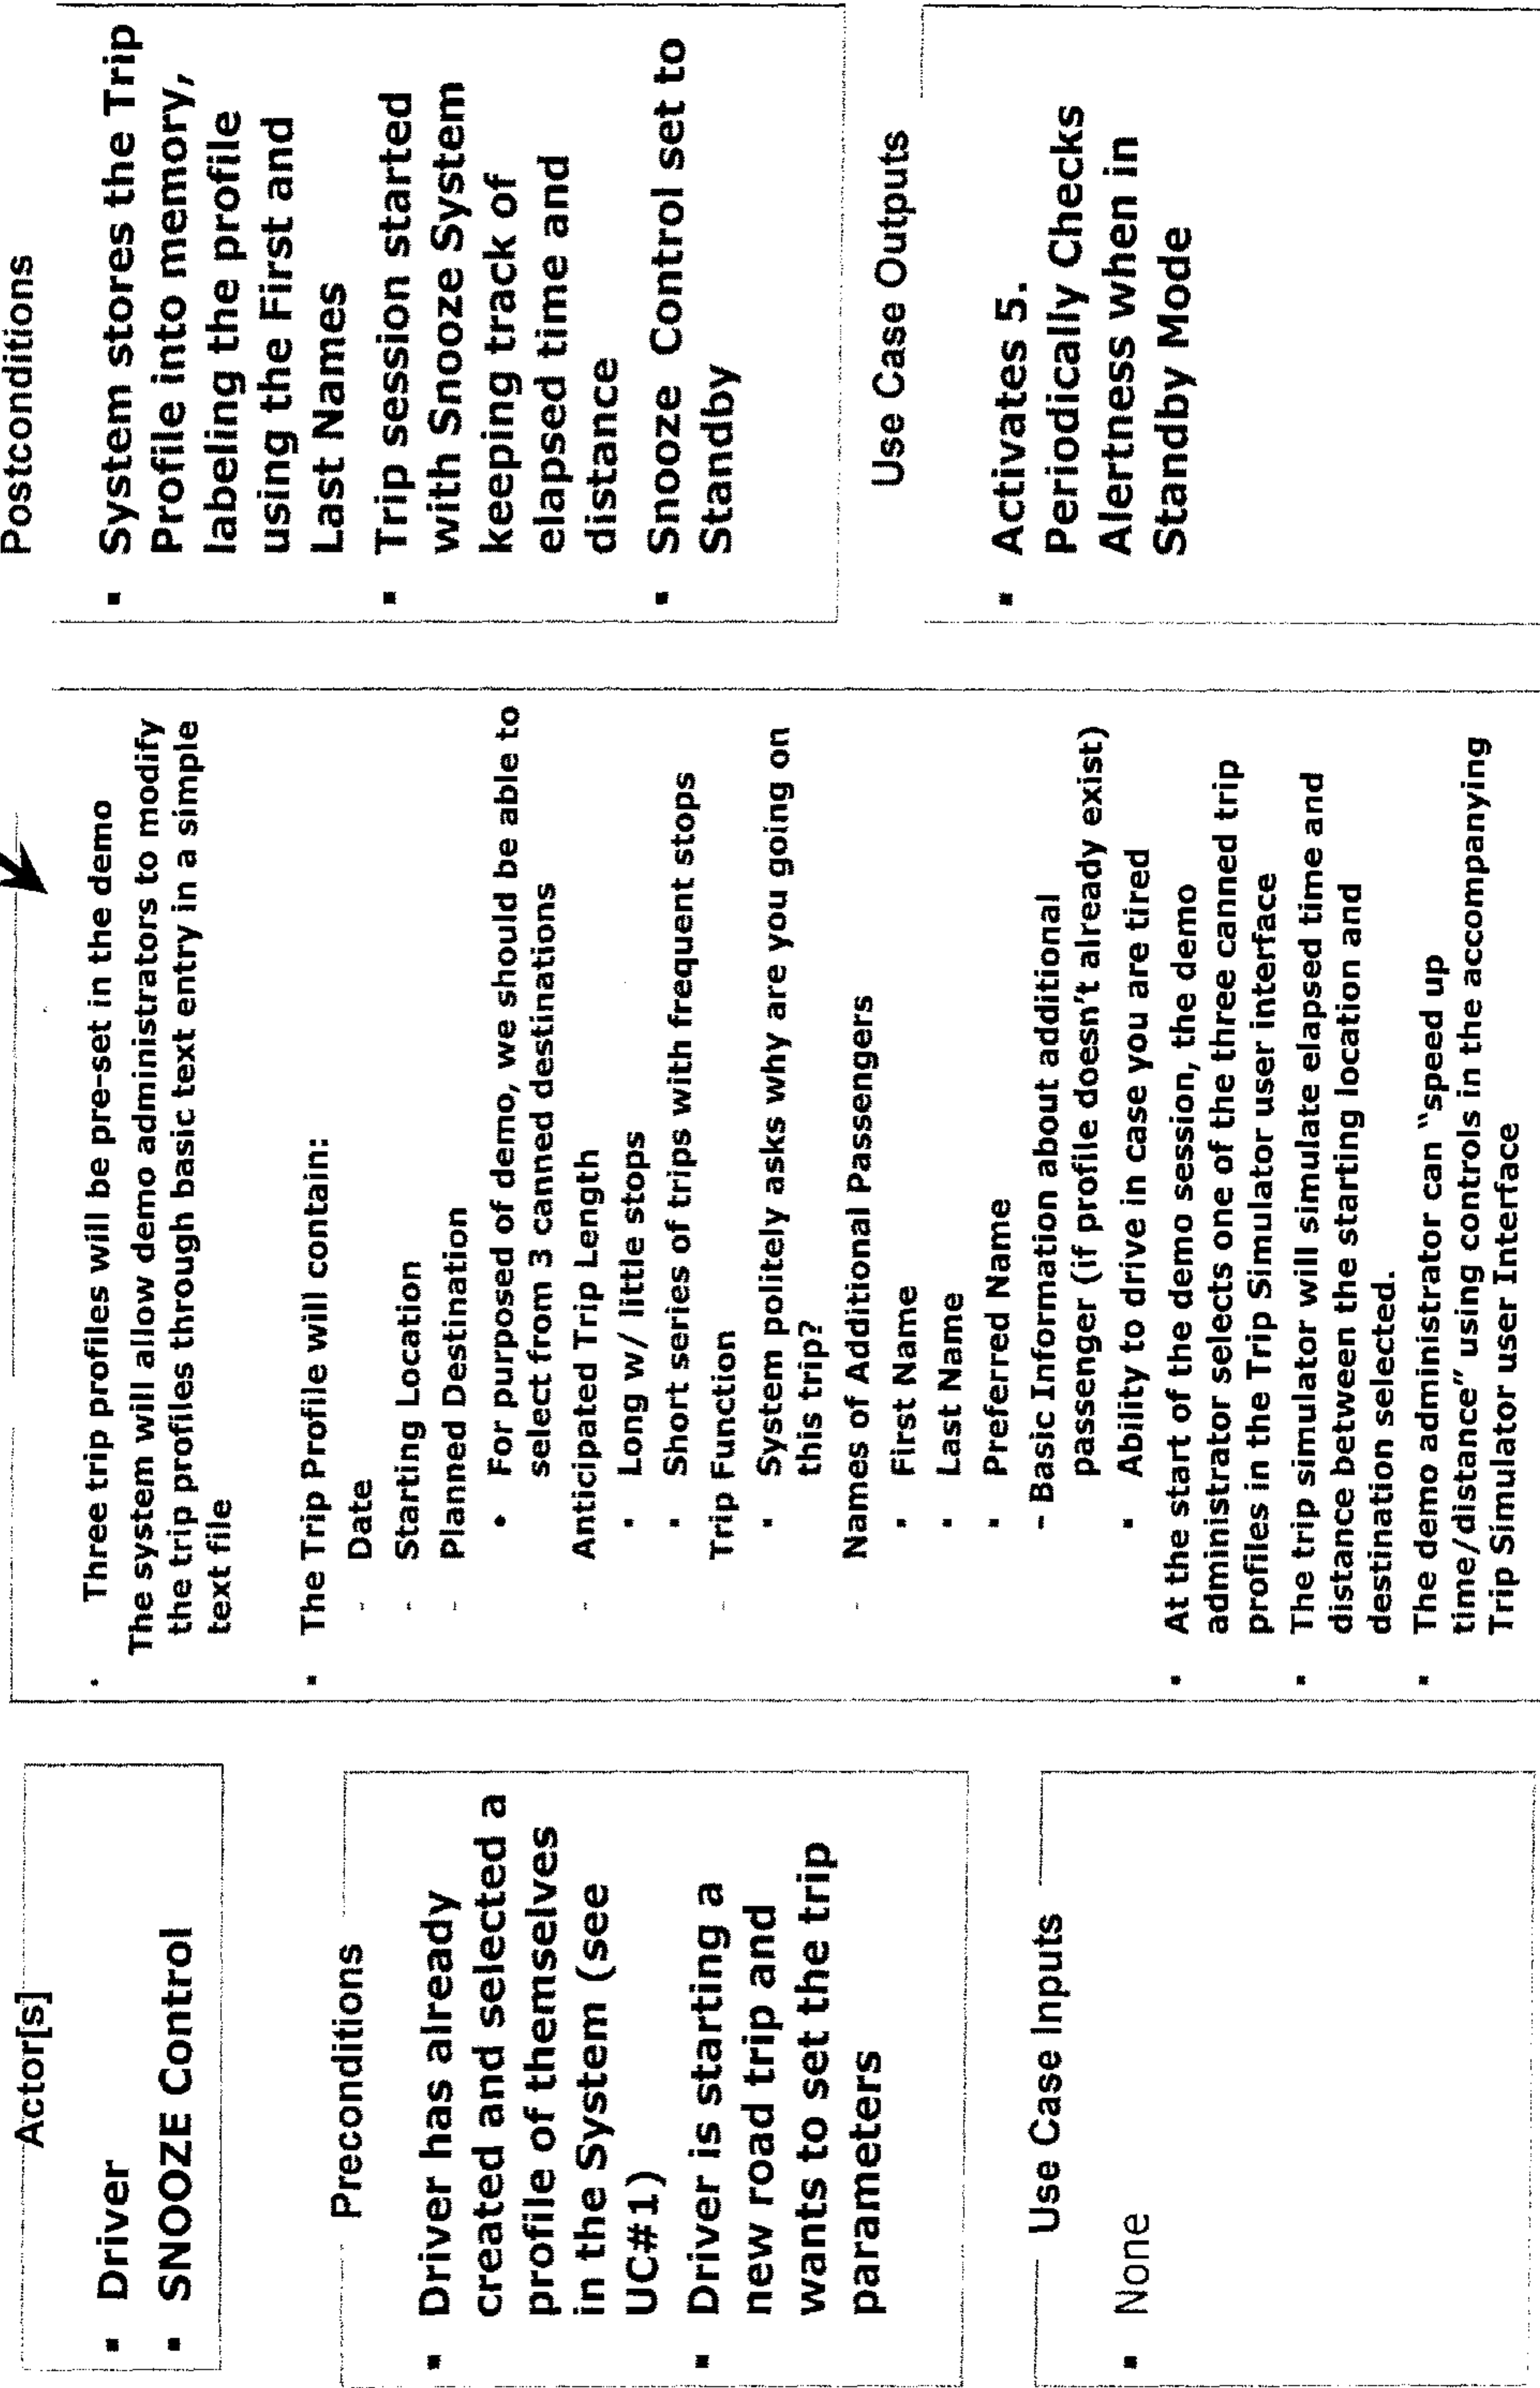 Actor[s]
▪ Driver
▪ SNOOZE Control
Preconditions
▪ Driver has already
created and selected a
profile of themselves
in the System (see
UC#1)
▪ Driver is starting a
new road trip and
wants to set the trip
parameters
Use Case Inputs
▪ None
▪ Three trip profiles will be pre-set in the demo
The system will allow demo administrators to modify
the trip profiles through basic text entry in a simple
text file
▪ The Trip Profile will contain:
- Date
- Starting Location
- Planned Destination
• For purposed of demo, we should be able to
select from 3 canned destinations
- Anticipated Trip Length
▪ Long w/ little stops
▪ Short series of trips with frequent stops
- Trip Function
▪ System politely asks why are you going on
this trip?
- Names of Additional Passengers
▪ First Name
▪ Last Name
▪ Preferred Name
– Basic Information about additional
passenger (if profile doesn't already exist)
▪ Ability to drive in case you are tired
▪ At the start of the demo session, the demo
administrator selects one of the three canned trip
profiles in the Trip Simulator user interface
▪ The trip simulator will simulate elapsed time and
distance between the starting location and
destination selected.
▪ The demo administrator can “speed up
time/distance” using controls in the accompanying
Trip Simulator user Interface
Postconditions
▪ System stores the Trip
Profile into memory,
labeling the profile
using the First and
Last Names
▪ Trip session started
with Snooze System
keeping track of
elapsed time and
distance
▪ Snooze Control set to
Standby
Use Case Outputs
▪ Activates 5.
Periodically Checks
Alertness when in
Standby Mode